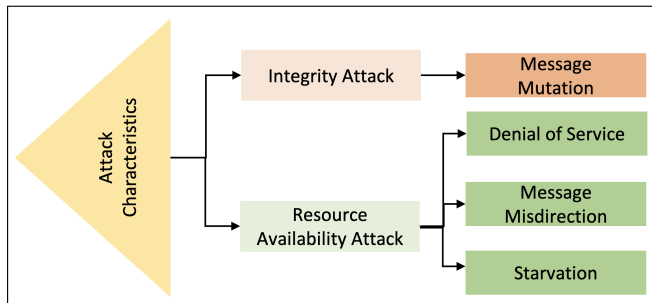 Attack
Characteristics
Integrity Attack
Message
Mutation
Resource
Availability Attack
Denial of Service
Message
Misdirection
Starvation